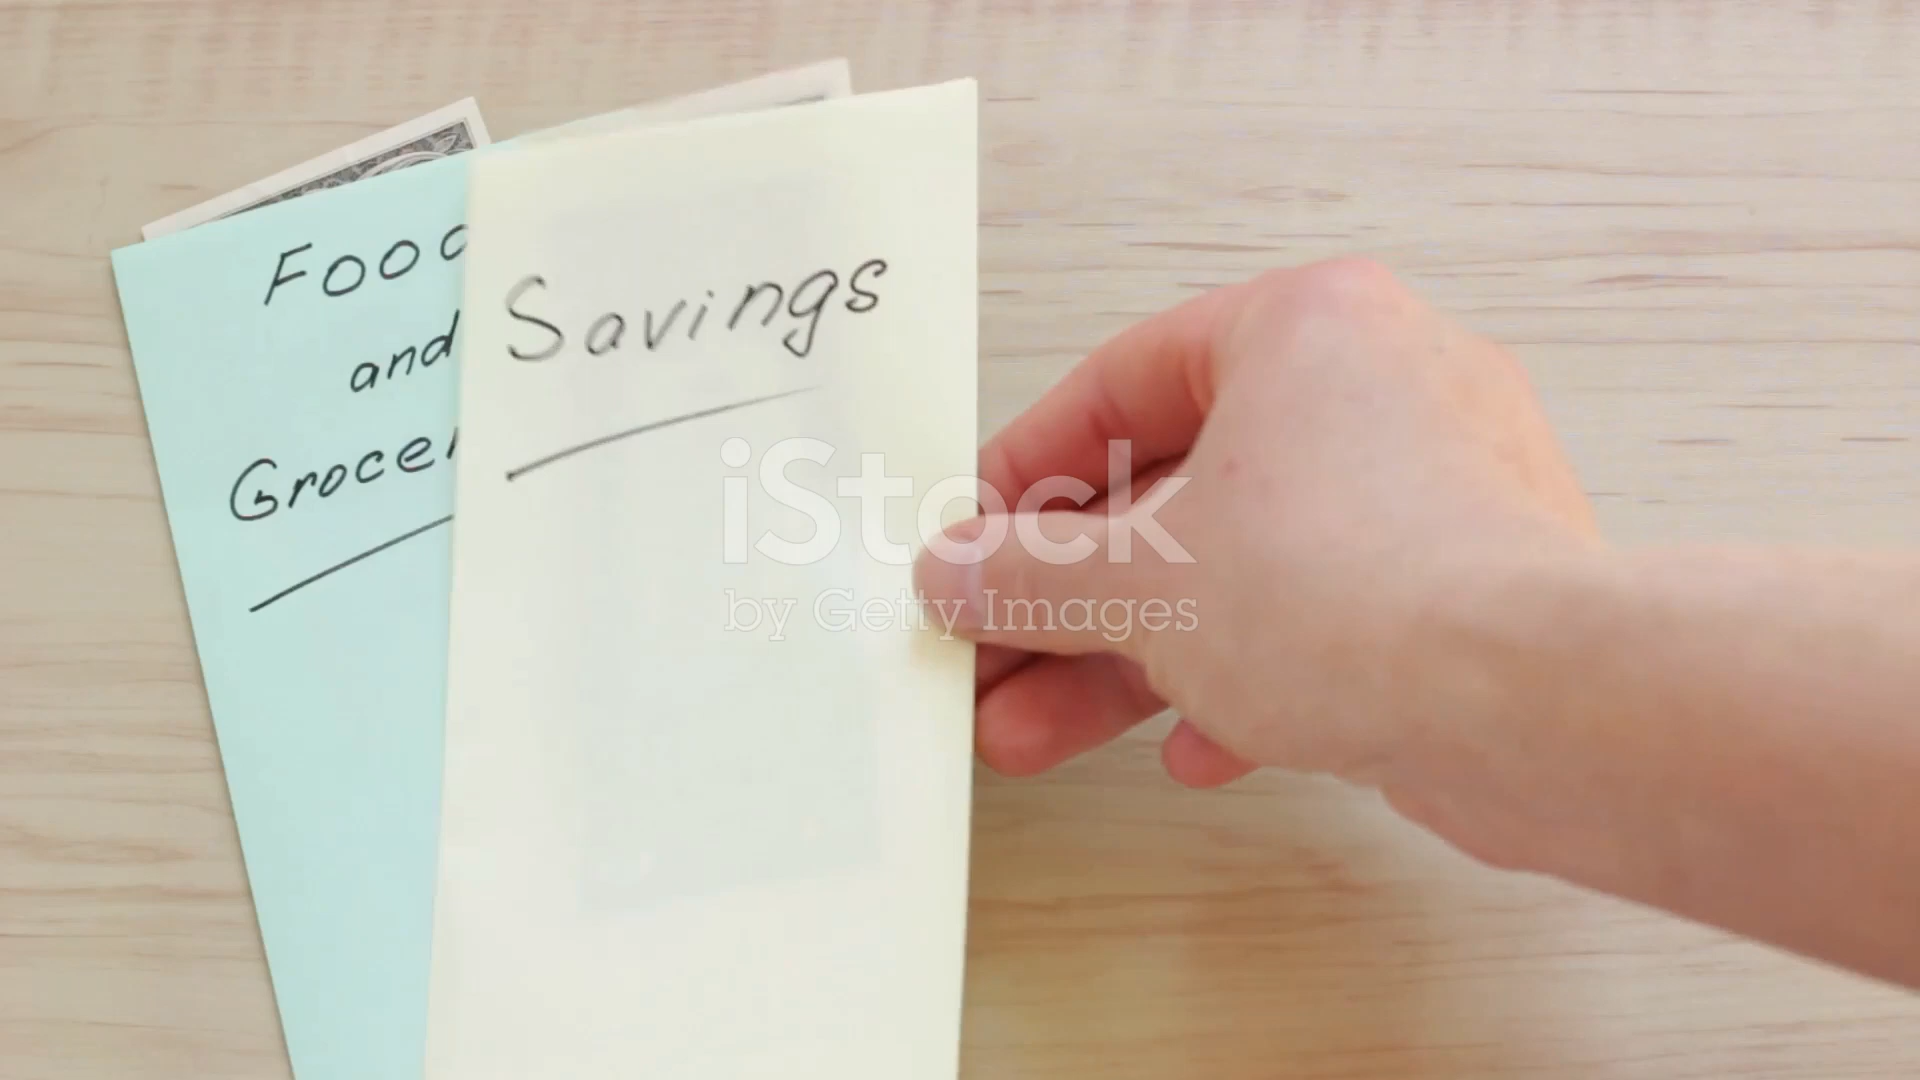 Foo
and
Grocer
Savings
iStock
by Getty Images